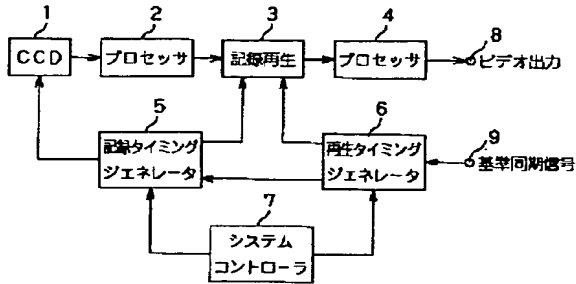 1
2
3
4
CCD
プロセッサ
記録再生
プロセッサ
8
ビデオ出力
5
記録タイミング
ジェネレータ
6
再生タイミング
ジェネレータ
9
基準同期信号
7
システム
コントローラ